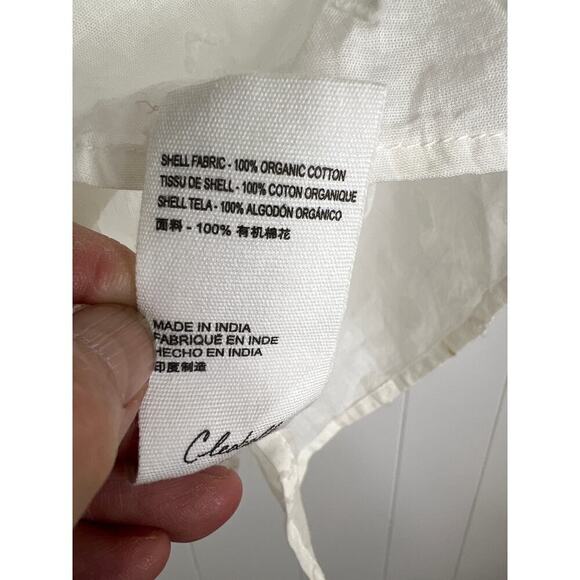 SHELL FABRIC - 100% ORGANIC COTTON
TISSU DE SHELL - 100% COTON ORGANIQUE
SHELL TELA - 100% ALGODÓN ORGÁNICO
面料 - 100% 有机棉花
MADE IN INDIA
FABRIQUÉ EN INDE
HECHO EN INDIA
印度制造